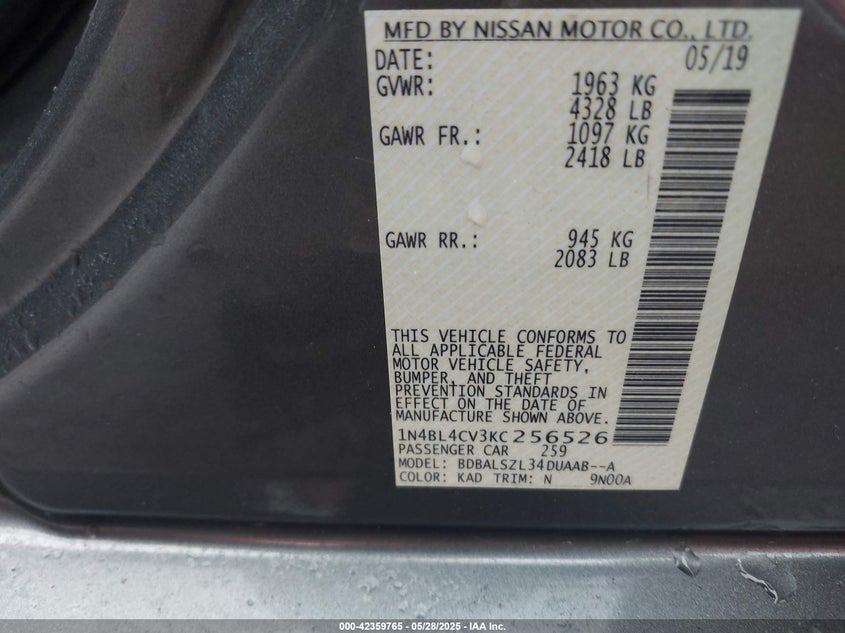 MFD BY NISSAN MOTOR CO., LTD.
DATE: 05/19
GVWR: 1963 KG
4328 LB
GAWR FR.: 1097 KG
2418 LB
GAWR RR.: 945 KG
2083 LB
THIS VEHICLE CONFORMS TO
ALL APPLICABLE FEDERAL
MOTOR VEHICLE SAFETY,
BUMPER, AND THEFT
PREVENTION STANDARDS IN
EFFECT ON THE DATE OF
MANUFACTURE SHOWN ABOVE.
1N4BL4CV3KC256526
PASSENGER CAR 259
MODEL: BDBALSZL34DUAAB--A
COLOR: KAD TRIM: N 9N00A
000-42359765 - 05/28/2025 - IAA Inc.